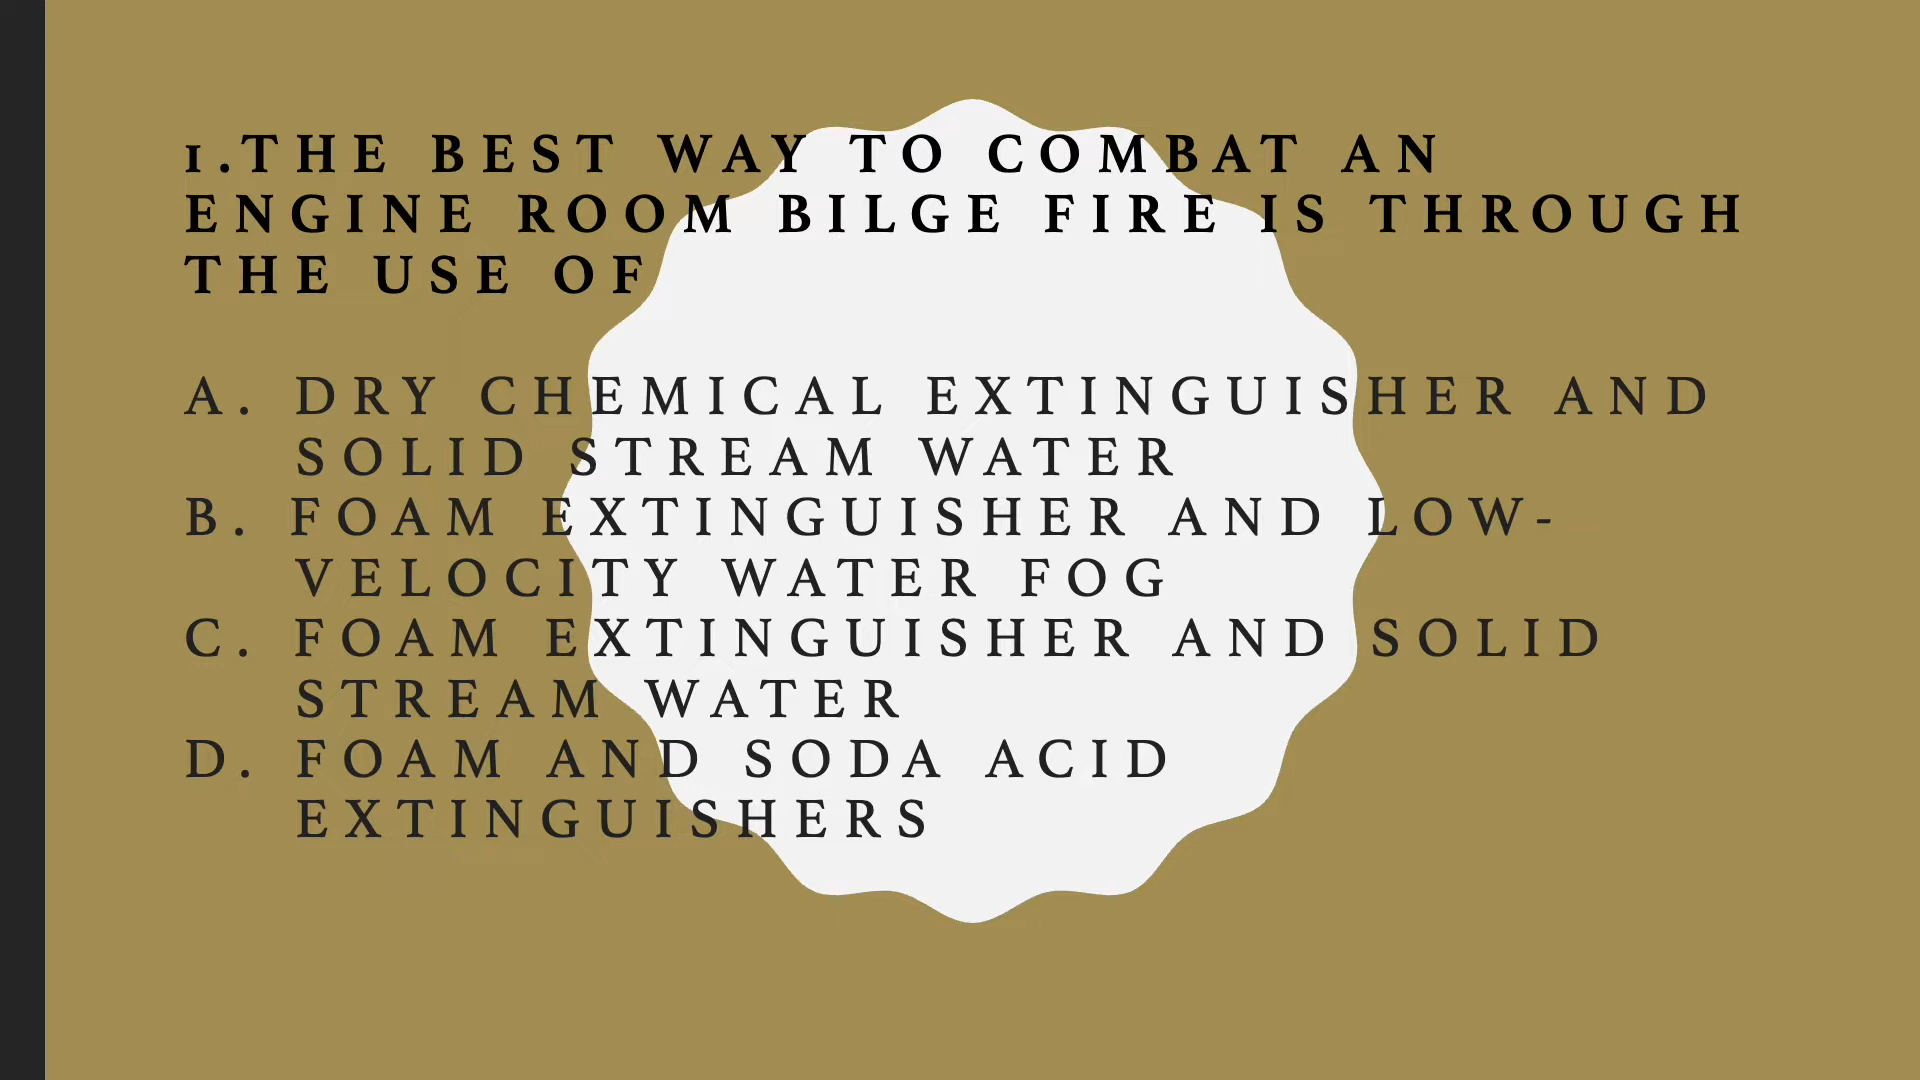 1.THE BEST WAY TO COMBAT AN
ENGINE ROOM BILGE FIRE IS THROUGH
THE USE OF
A. DRY CHEMICAL EXTINGUISHER AND
SOLID STREAM WATER
B. FOAM EXTINGUISHER AND LOW-
VELOCITY WATER FOG
C. FOAM EXTINGUISHER AND SOLID
STREAM WATER
D. FOAM AND SODA ACID
EXTINGUISHERS